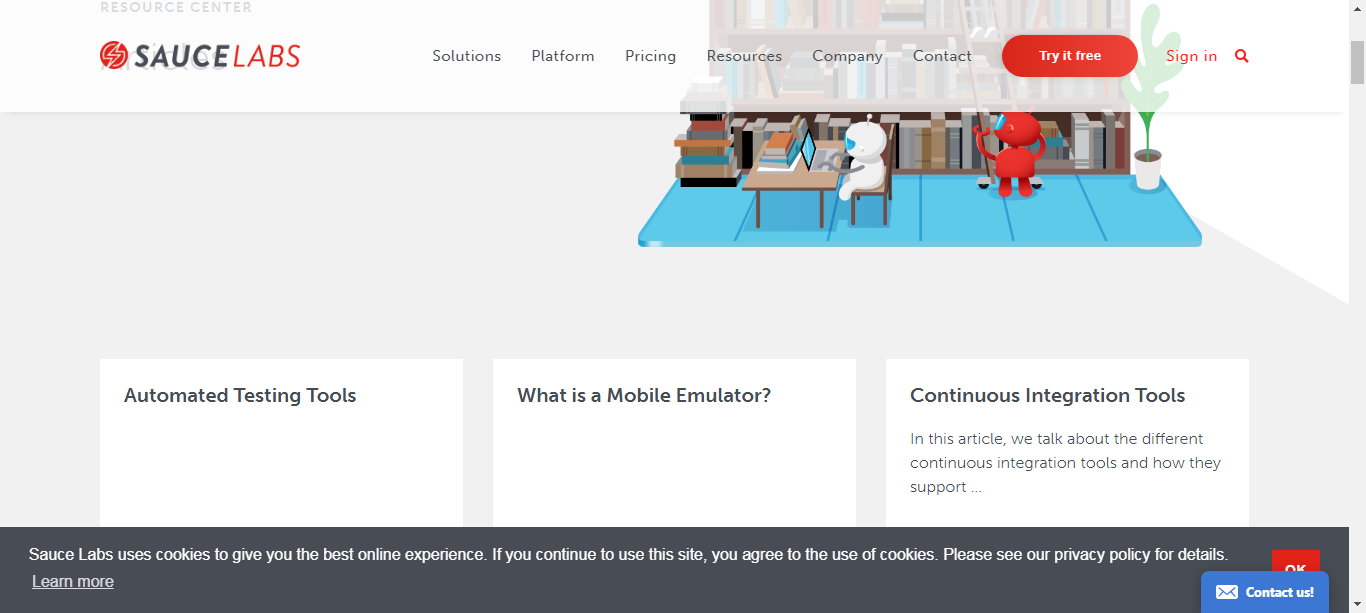 RESOURCE CENTER
SAUCE LABS
Solutions
Platform
Pricing
Resources
Company
Contact
Try it free
Sign in
Automated Testing Tools
What is a Mobile Emulator?
Continuous Integration Tools
In this article, we talk about the different
continuous integration tools and how they
support ...
Sauce Labs uses cookies to give you the best online experience. If you continue to use this site, you agree to the use of cookies. Please see our privacy policy for details.
Learn more
OK
Contact us!